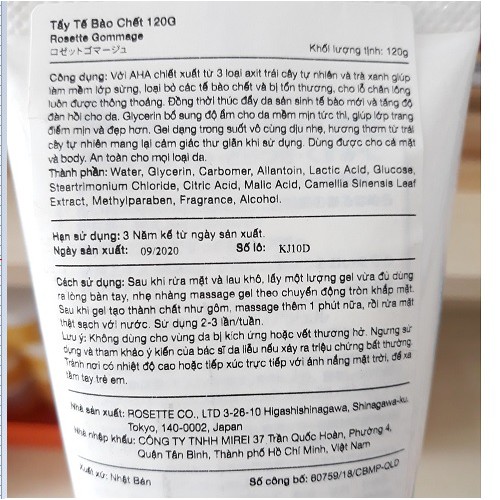 Tẩy Tế Bào Chết 120G
Rosette Gommage
ロゼットゴマージュ
Khối lượng tịnh: 120g
Công dụng: Với AHA chiết xuất từ 3 loại axit trái cây tự nhiên và trà xanh giúp
làm mềm lớp sừng, loại bỏ các tế bào chết và bị tổn thương, cho lỗ chân lông
luôn được thông thoáng. Đồng thời thúc đẩy da sản sinh tế bào mới và tăng độ
đàn hồi cho da. Glycerin bổ sung độ ẩm cho da mềm mịn tức thì, giúp lớp trang
điểm mịn và đẹp hơn. Gel dạng trong suốt vô cùng dịu nhẹ, hương thơm từ trái
cây tự nhiên mang lại cảm giác thư giãn khi sử dụng. Dùng được cho cả mặt
và body. An toàn cho mọi loại da.
Thành phần: Water, Glycerin, Carbomer, Allantoin, Lactic Acid, Glucose,
Steartrimonium Chloride, Citric Acid, Malic Acid, Camellia Sinensis Leaf
Extract, Methylparaben, Fragrance, Alcohol.
Hạn sử dụng: 3 Năm kể từ ngày sản xuất.
Ngày sản xuất: 09/2020 Số lô: KJ10D
Cách sử dụng: Sau khi rửa mặt và lau khô, lấy một lượng gel vừa đủ dùng
ra lòng bàn tay, nhẹ nhàng massage gel theo chuyển động tròn khắp mặt.
Sau khi gel tạo thành chất như gôm, massage thêm 1 phút nữa, rồi rửa mặt
thật sạch với nước. Sử dụng 2-3 lần/tuần.
Lưu ý: Không dùng cho vùng da bị kích ứng hoặc vết thương hở. Ngưng sử
dụng và tham khảo ý kiến của bác sĩ da liễu nếu xảy ra triệu chứng bất thường.
Tránh nơi có nhiệt độ cao hoặc tiếp xúc trực tiếp với ánh nắng mặt trời, để xa
tầm tay trẻ em.
Nhà sản xuất: ROSETTE CO., LTD 3-26-10 Higashishinagawa, Shinagawa-ku,
Tokyo, 140-0002, Japan
Nhà nhập khẩu: CÔNG TY TNHH MIREI 37 Trần Quốc Hoàn, Phường 4,
Quận Tân Bình, Thành phố Hồ Chí Minh, Việt Nam
Xuất xứ: Nhật Bản Số công bố: 60759/18/CBMP-QLD